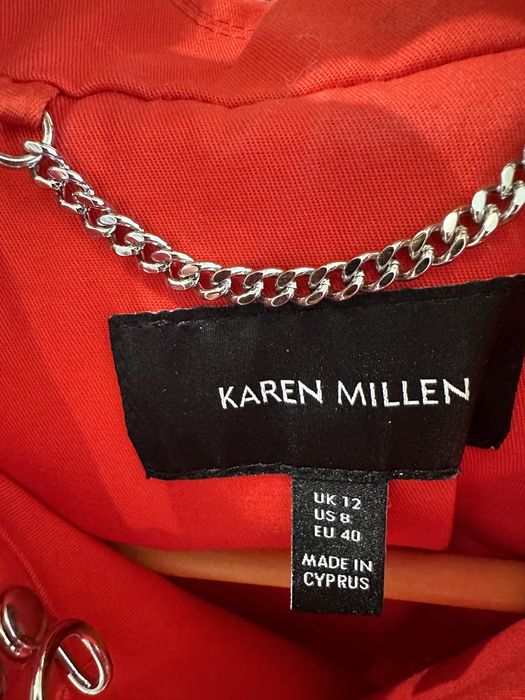 KAREN MILLEN
UK 12
US 8
EU 40
MADE IN
CYPRUS